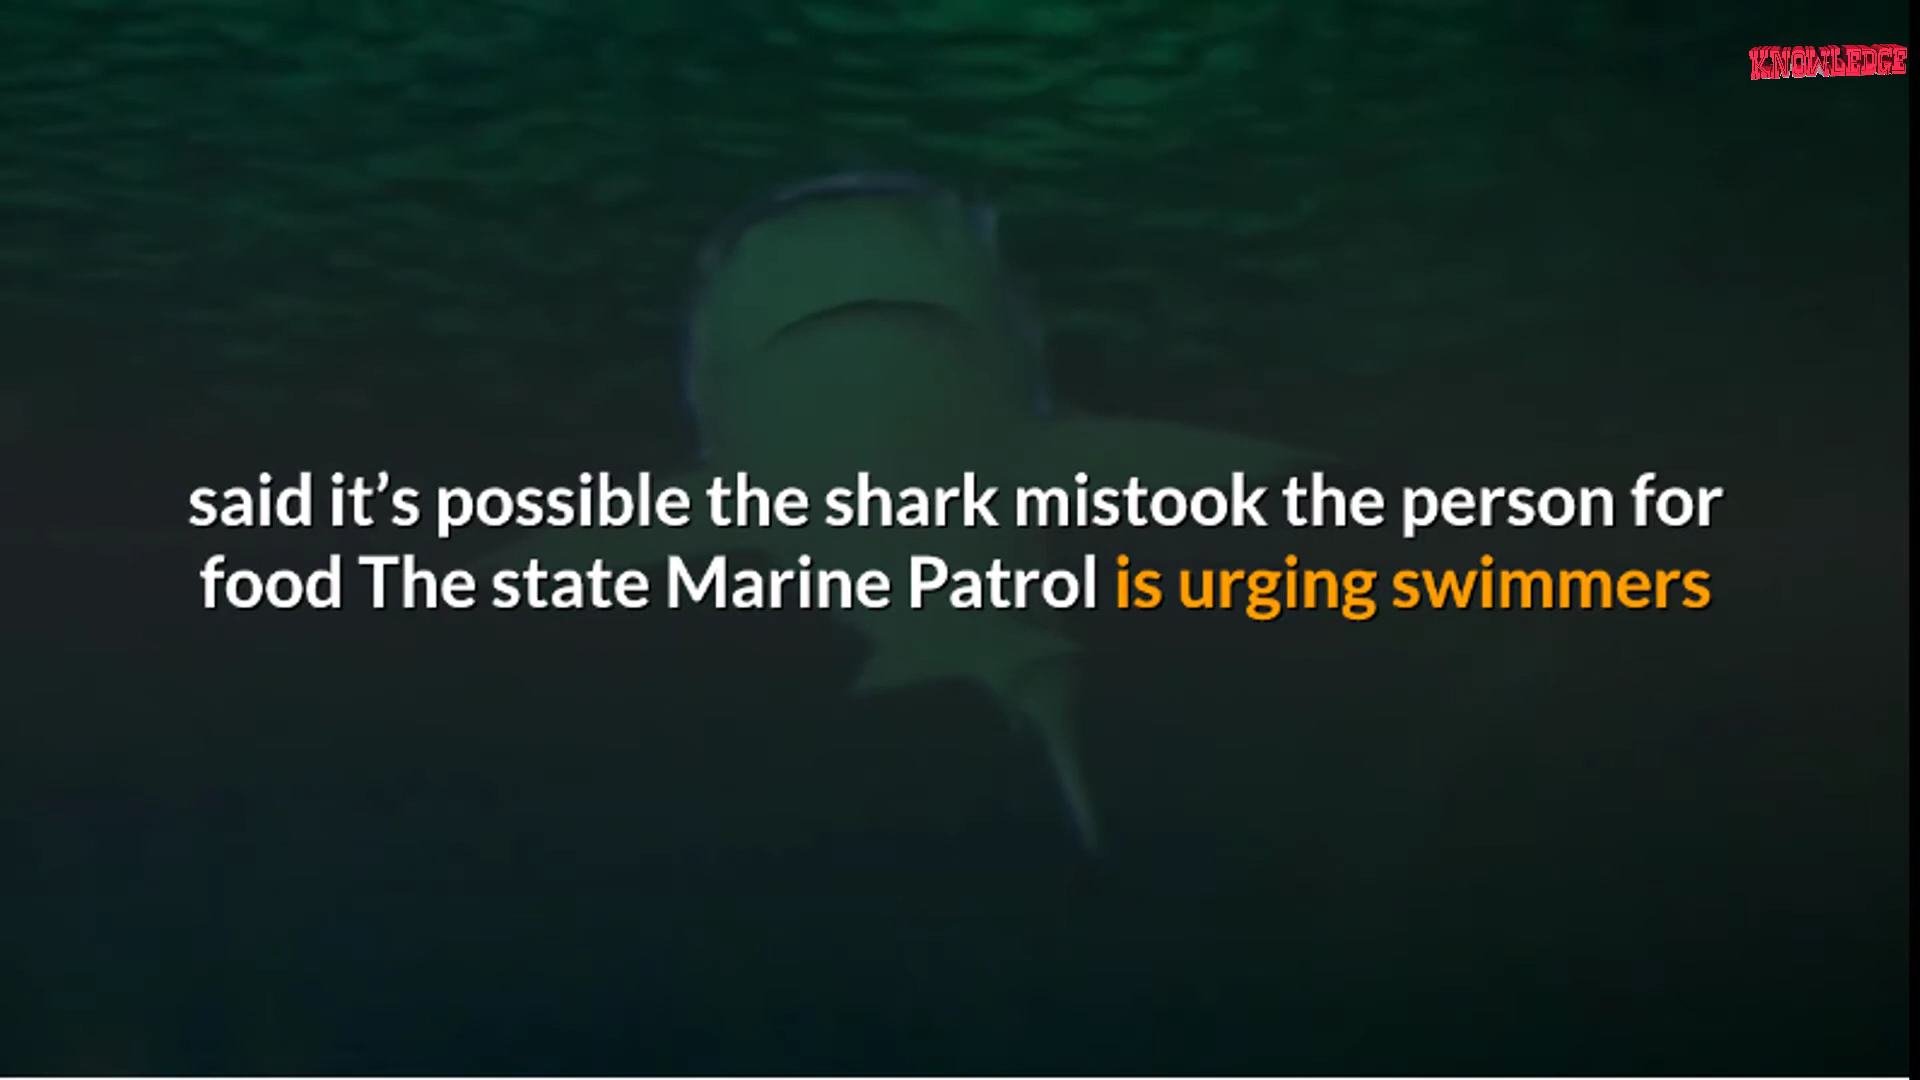 KNOWLEDGE
said it’s possible the shark mistook the person for
food The state Marine Patrol is urging swimmers